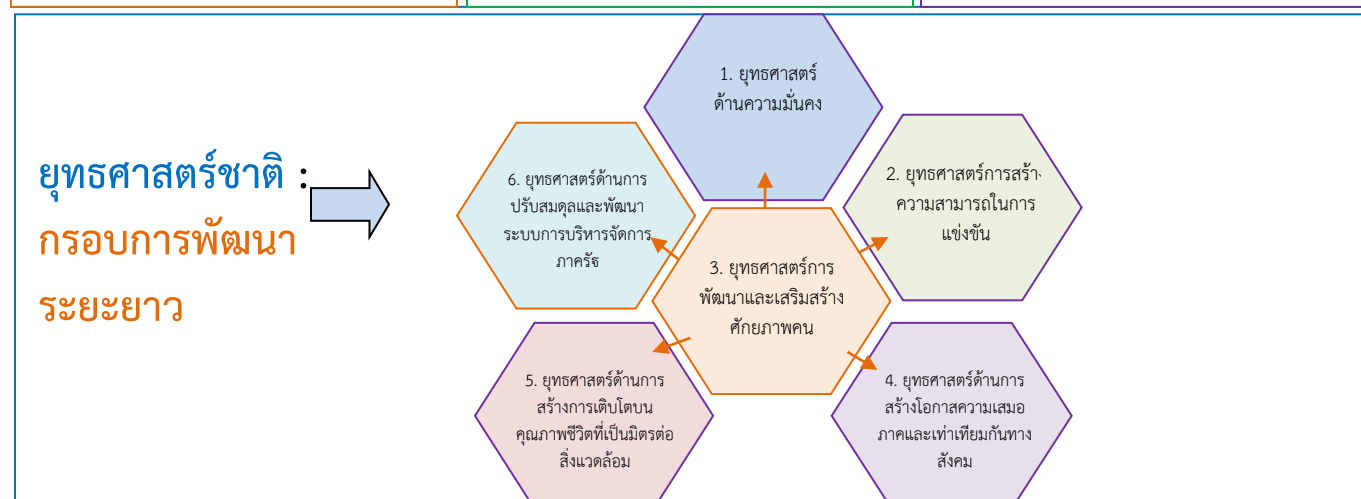 ยุทธศาสตร์ชาติ :
กรอบการพัฒนา
ระยะยาว
1. ยุทธศาสตร์
ด้านความมั่นคง
2. ยุทธศาสตร์การสร้า
ความสามารถในการ
แข่งขัน
3. ยุทธศาสตร์การ
พัฒนาและเสริมสร้าง
ศักยภาพคน
4. ยุทธศาสตร์ด้านการ
สร้างโอกาสความเสมอ
ภาคและเท่าเทียมกันทาง
สังคม
5. ยุทธศาสตร์ด้านการ
สร้างการเติบโตบน
คุณภาพชีวิตที่เป็นมิตรต่อ
สิ่งแวดล้อม
6. ยุทธศาสตร์ด้านการ
ปรับสมดุลและพัฒนา
ระบบการบริหารจัดการ
ภาครัฐ